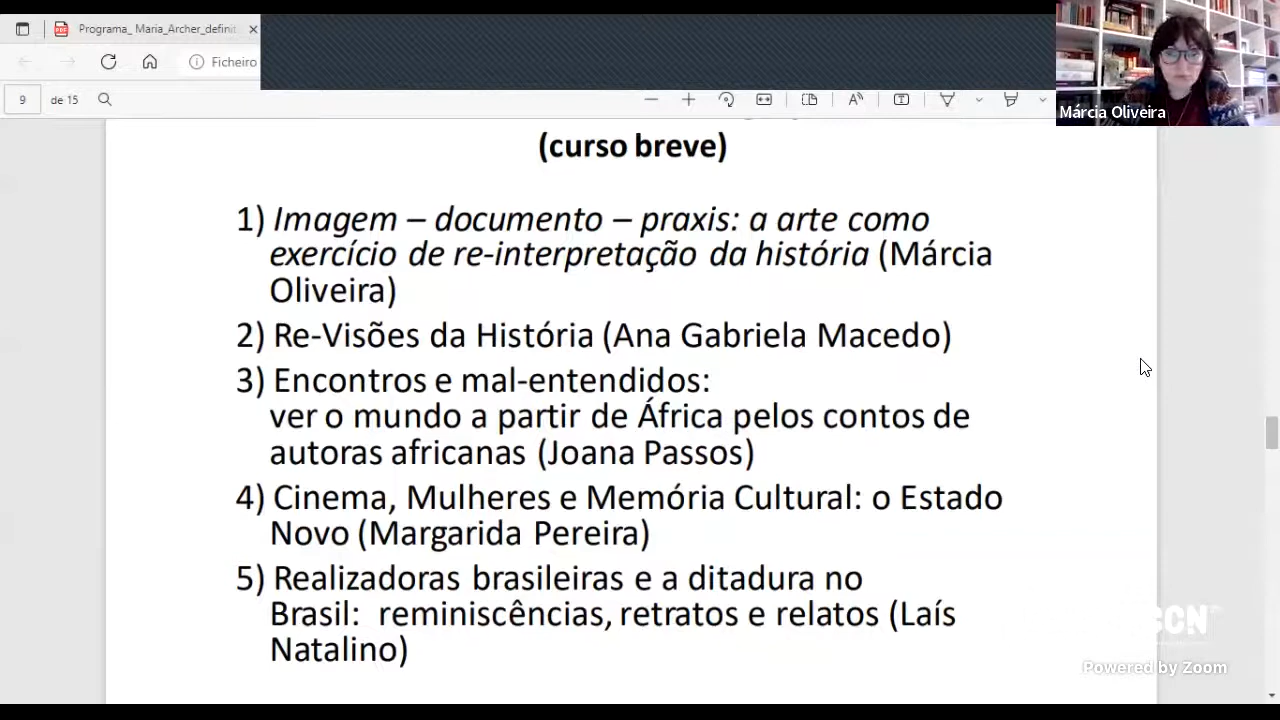 Programa_ Maria_Archer_definit
Ficheiro
9 de 15
Márcia Oliveira
(curso breve)
1) Imagem – documento – praxis: a arte como
exercício de re-interpretação da história (Márcia
Oliveira)
2) Re-Visões da História (Ana Gabriela Macedo)
3) Encontros e mal-entendidos:
ver o mundo a partir de África pelos contos de
autoras africanas (Joana Passos)
4) Cinema, Mulheres e Memória Cultural: o Estado
Novo (Margarida Pereira)
5) Realizadoras brasileiras e a ditadura no
Brasil: reminiscências, retratos e relatos (Laís
Natalino)
Powered by Zoom